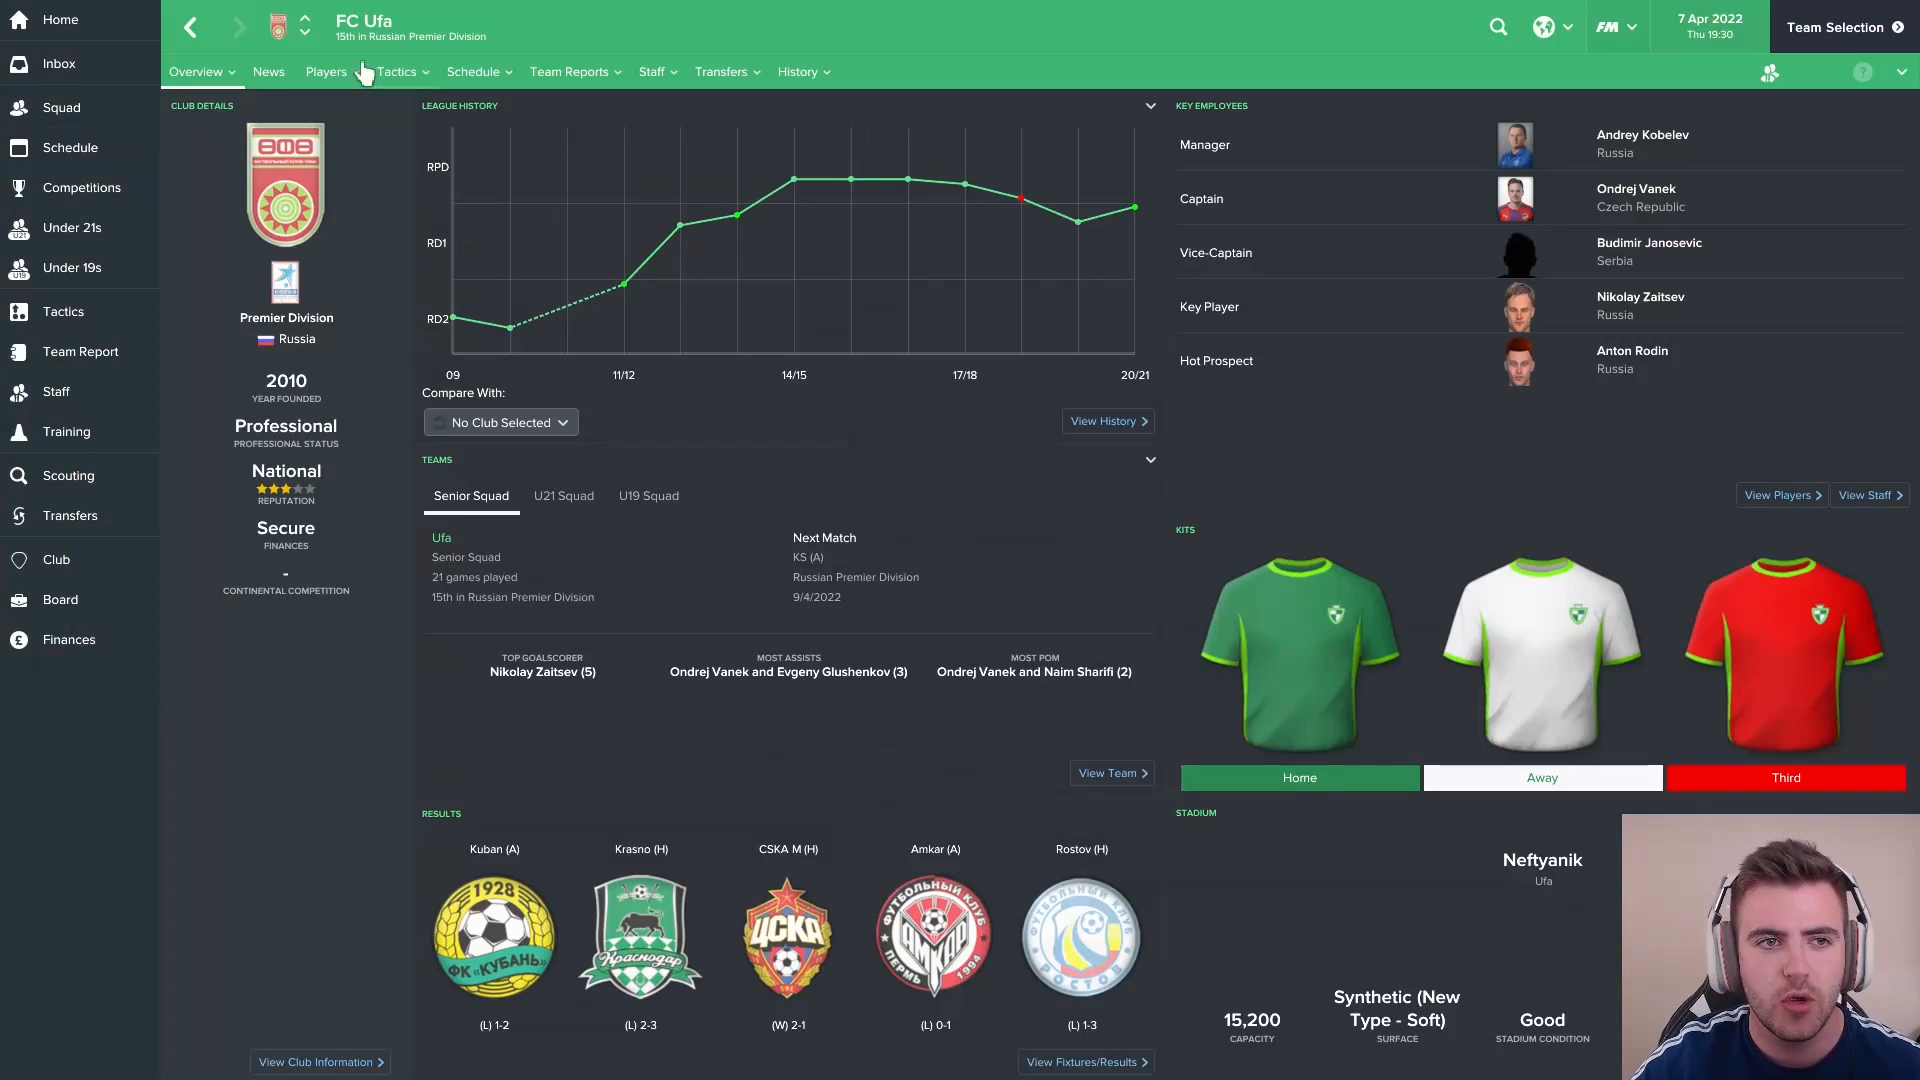 Home
Inbox
Squad
Schedule
Competitions
Under 21s
Under 19s
Tactics
Team Report
Staff
Training
Scouting
Transfers
Club
Board
Finances
FC Ufa
15th in Russian Premier Division
FM
7 Apr 2022
Thu 19:30
Team Selection
Overview
News
Players
Tactics
Schedule
Team Reports
Staff
Transfers
History
CLUB DETAILS
Premier Division
Russia
2010
YEAR FOUNDED
Professional
PROFESSIONAL STATUS
National
REPUTATION
Secure
FINANCES
-
CONTINENTAL COMPETITION
View Club Information
LEAGUE HISTORY
RPD
RD1
RD2
09 11/12 14/15 17/18 20/21
Compare With:
No Club Selected
View History
TEAMS
Senior Squad U21 Squad U19 Squad
Ufa
Senior Squad
21 games played
15th in Russian Premier Division
Next Match
KS (A)
Russian Premier Division
9/4/2022
TOP GOALSCORER
Nikolay Zaitsev (5)
MOST ASSISTS
Ondrej Vanek and Evgeny Glushenkov (3)
MOST POM
Ondrej Vanek and Naim Sharifi (2)
View Team
RESULTS
Kuban (A) Krasno (H) CSKA M (H) Amkar (A) Rostov (H)
1928
ФК «КУБАНЬ»
Краснодар
ЦСКА
ФУТБОЛЬНЫЙ КЛУБ
АМКАР
ПЕРМЬ 1994
ФУТБОЛЬНЫЙ КЛУБ
РОСТОВ
(L) 1-2 (L) 2-3 (W) 2-1 (L) 0-1 (L) 1-3
View Fixtures/Results
KEY EMPLOYEES
Manager
Andrey Kobelev
Russia
Captain
Ondrej Vanek
Czech Republic
Vice-Captain
Budimir Janosevic
Serbia
Key Player
Nikolay Zaitsev
Russia
Hot Prospect
Anton Rodin
Russia
View Players
View Staff
KITS
Home Away Third
STADIUM
Neftyanik
Ufa
15,200
CAPACITY
Synthetic (New
Type - Soft)
SURFACE
Good
STADIUM CONDITION